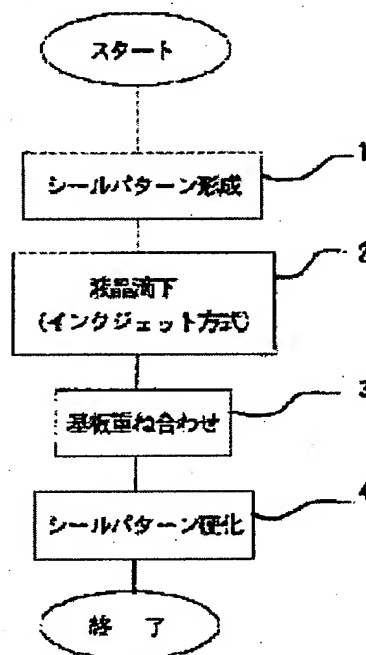 スタート
1
シールパターン形成
2
液晶滴下
(インクジェット方式)
3
基板重ね合わせ
4
シールパターン硬化
終 了